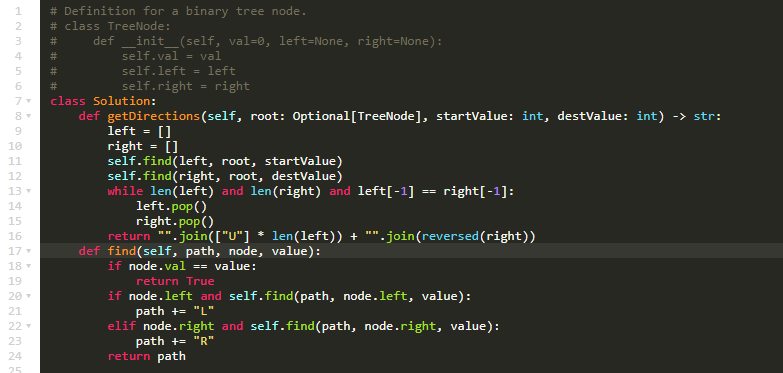 1 # Definition for a binary tree node.
2 # class TreeNode:
3 #     def __init__(self, val=0, left=None, right=None):
4 #         self.val = val
5 #         self.left = left
6 #         self.right = right
7 class Solution:
8     def getDirections(self, root: Optional[TreeNode], startValue: int, destValue: int) -> str:
9         left = []
10         right = []
11         self.find(left, root, startValue)
12         self.find(right, root, destValue)
13         while len(left) and len(right) and left[-1] == right[-1]:
14             left.pop()
15             right.pop()
16         return "".join(["U"] * len(left)) + "".join(reversed(right))
17     def find(self, path, node, value):
18         if node.val == value:
19             return True
20         if node.left and self.find(path, node.left, value):
21             path += "L"
22         elif node.right and self.find(path, node.right, value):
23             path += "R"
24         return path
25